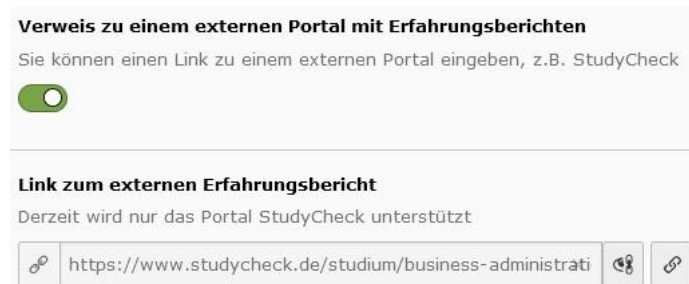 Verweis zu einem externen Portal mit Erfahrungsberichten
Sie können einen Link zu einem externen Portal eingeben, z.B. StudyCheck
Link zum externen Erfahrungsbericht
Derzeit wird nur das Portal StudyCheck unterstützt
https://www.studycheck.de/studium/business-administrati